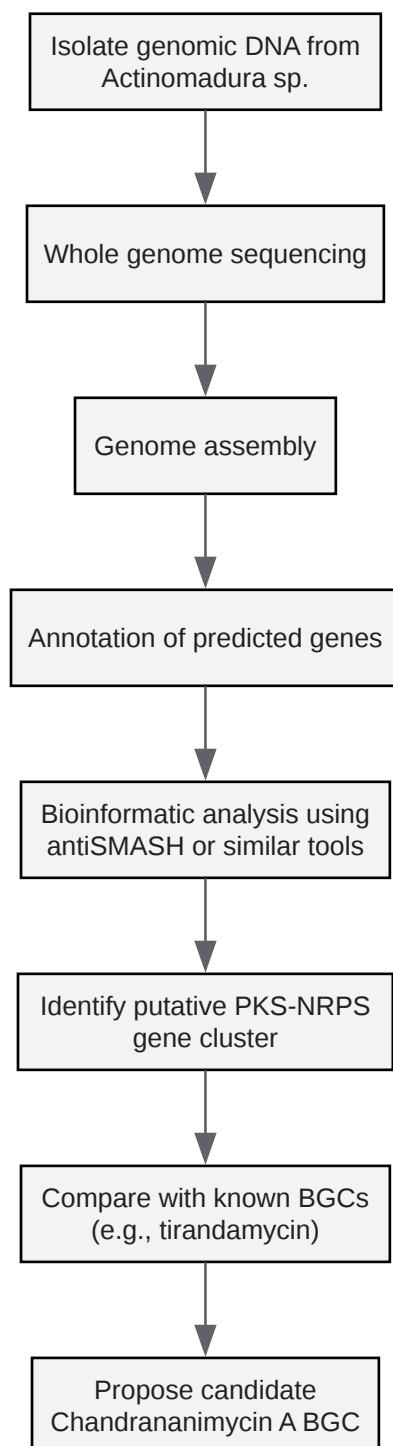 Isolate genomic DNA from
Actinomadura sp.
Whole genome sequencing
Genome assembly
Annotation of predicted genes
Bioinformatic analysis using
antiSMASH or similar tools
Identify putative PKS-NRPS
gene cluster
Compare with known BGCs
(e.g., tirandamycin)
Propose candidate
Chandrananimycin A BGC